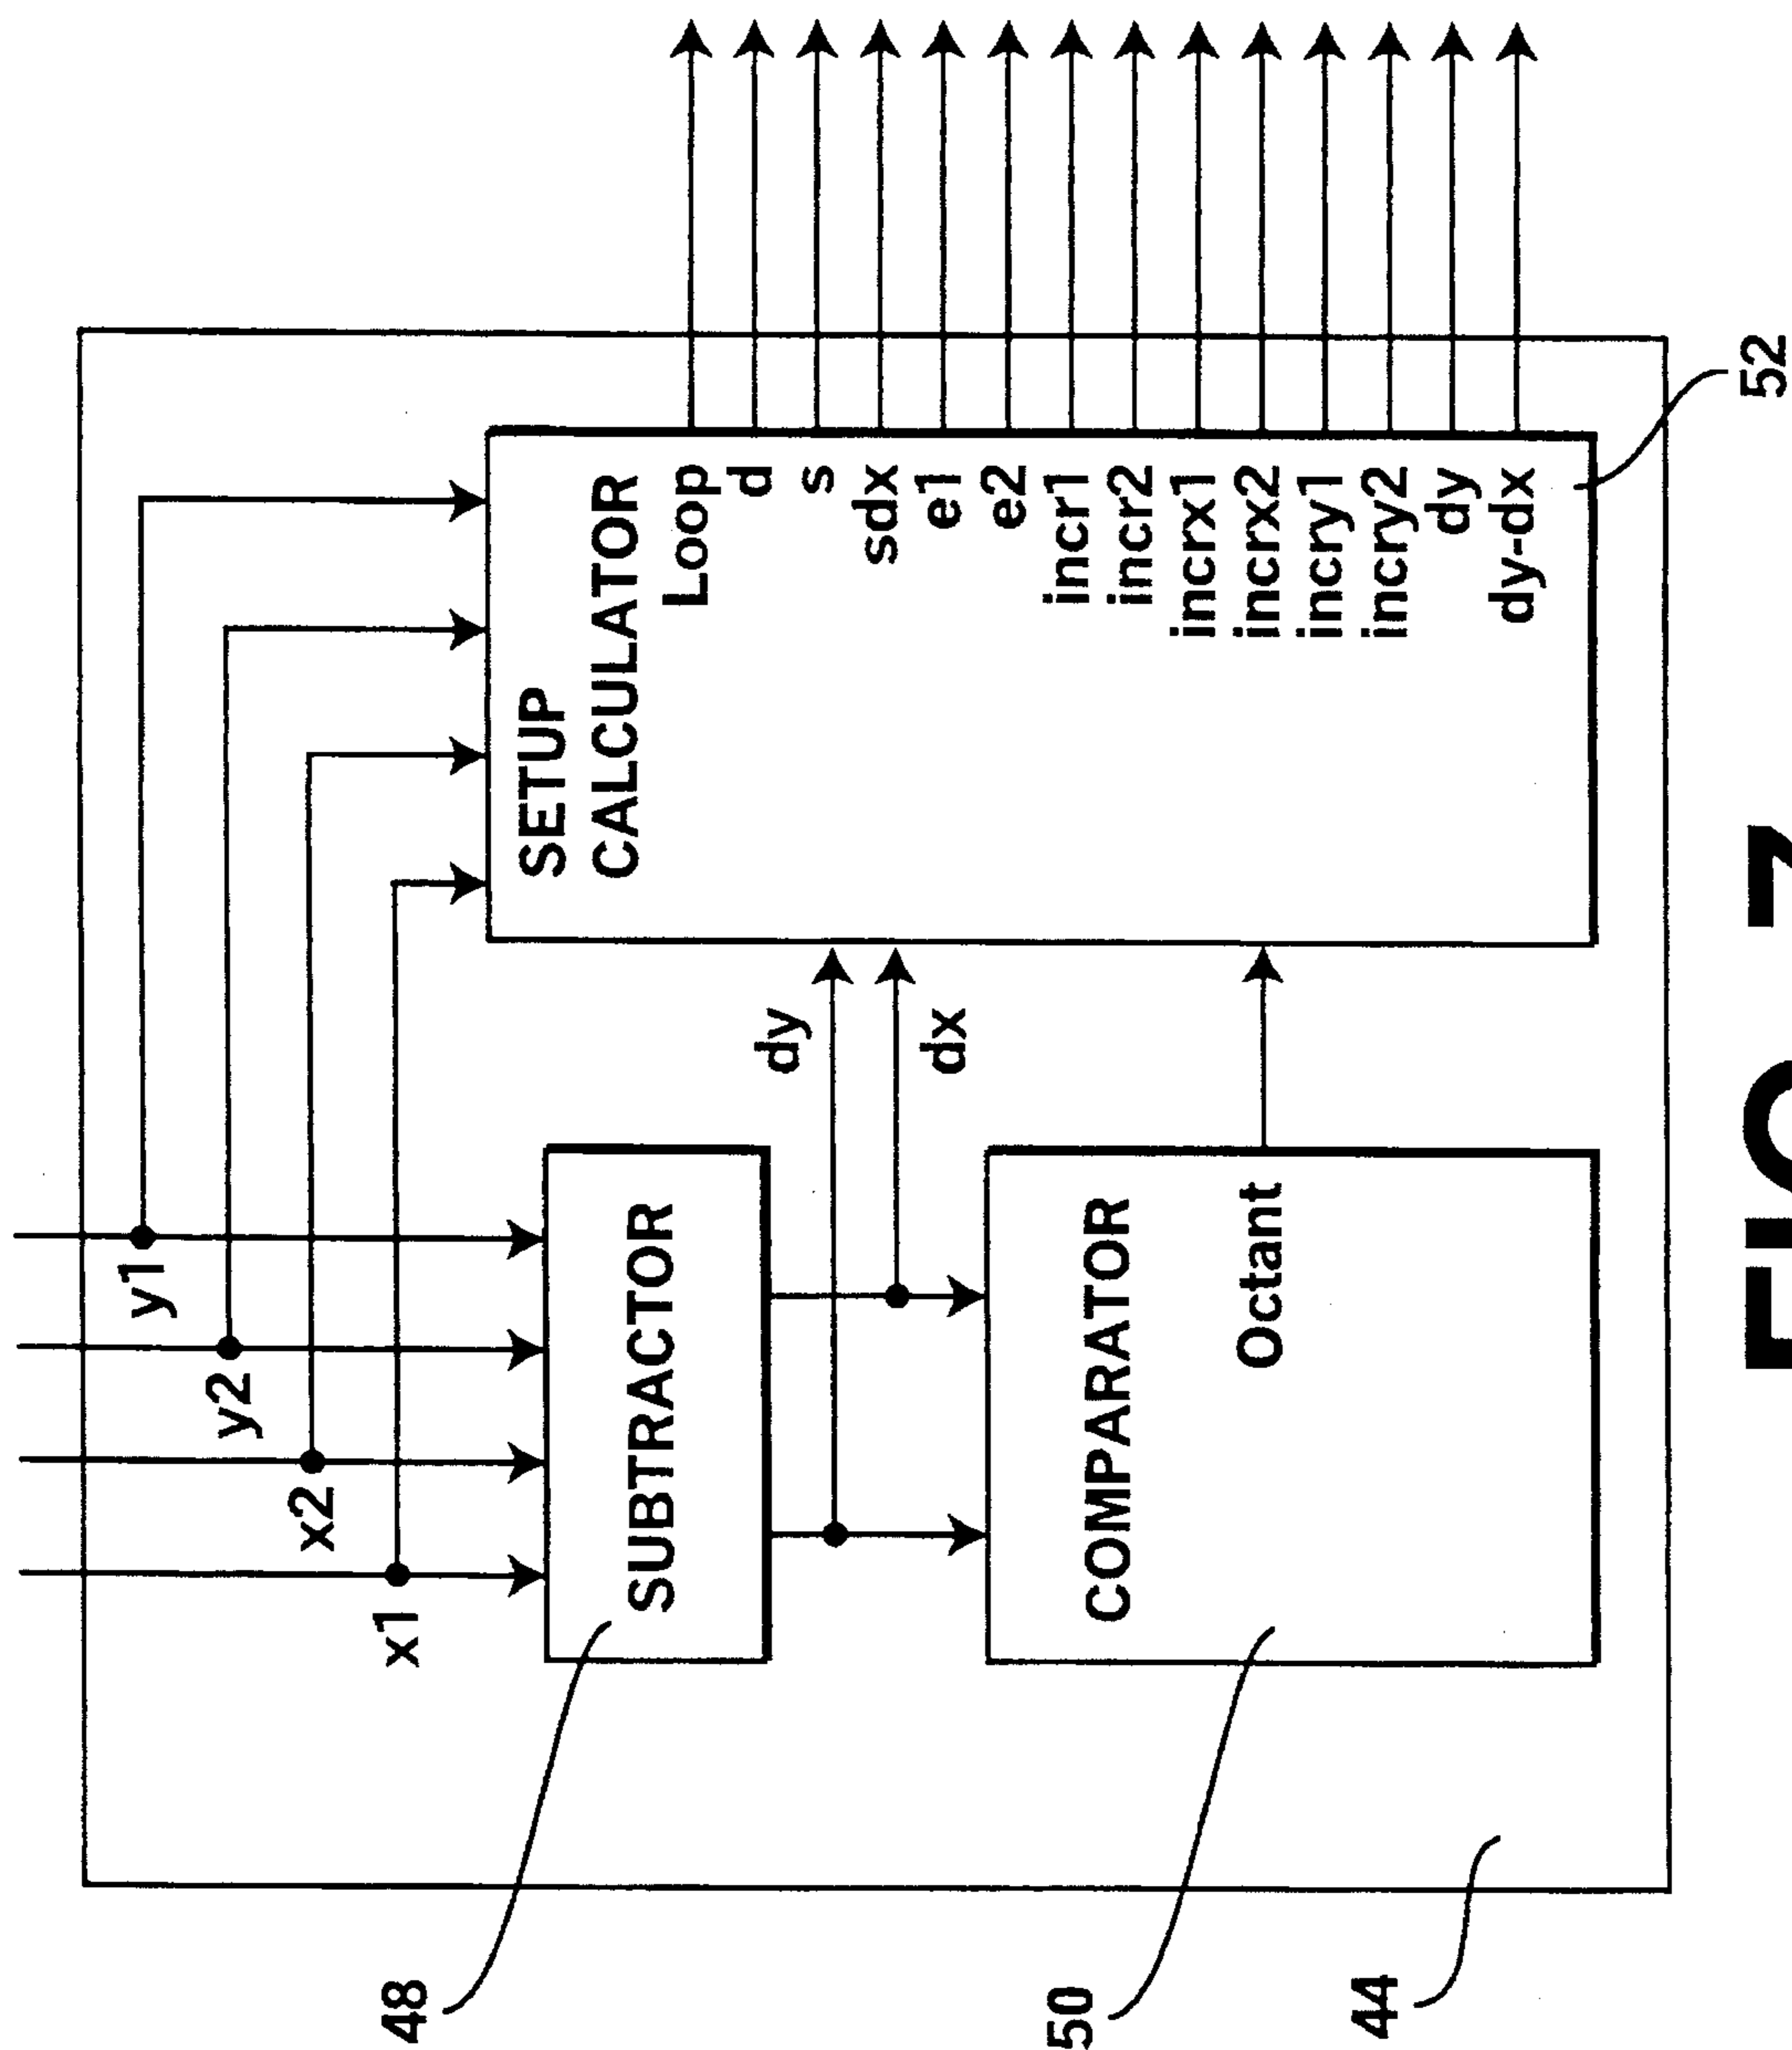 y1
y2
x2
x1
SUBTRACTOR
48
dy
dx
COMPARATOR
Octant
50
44
SETUP
CALCULATOR
Loop
d
s
sdx
e1
e2
incr1
incr2
incrx1
incrx2
incry1
incry2
dy
dy-dx
52